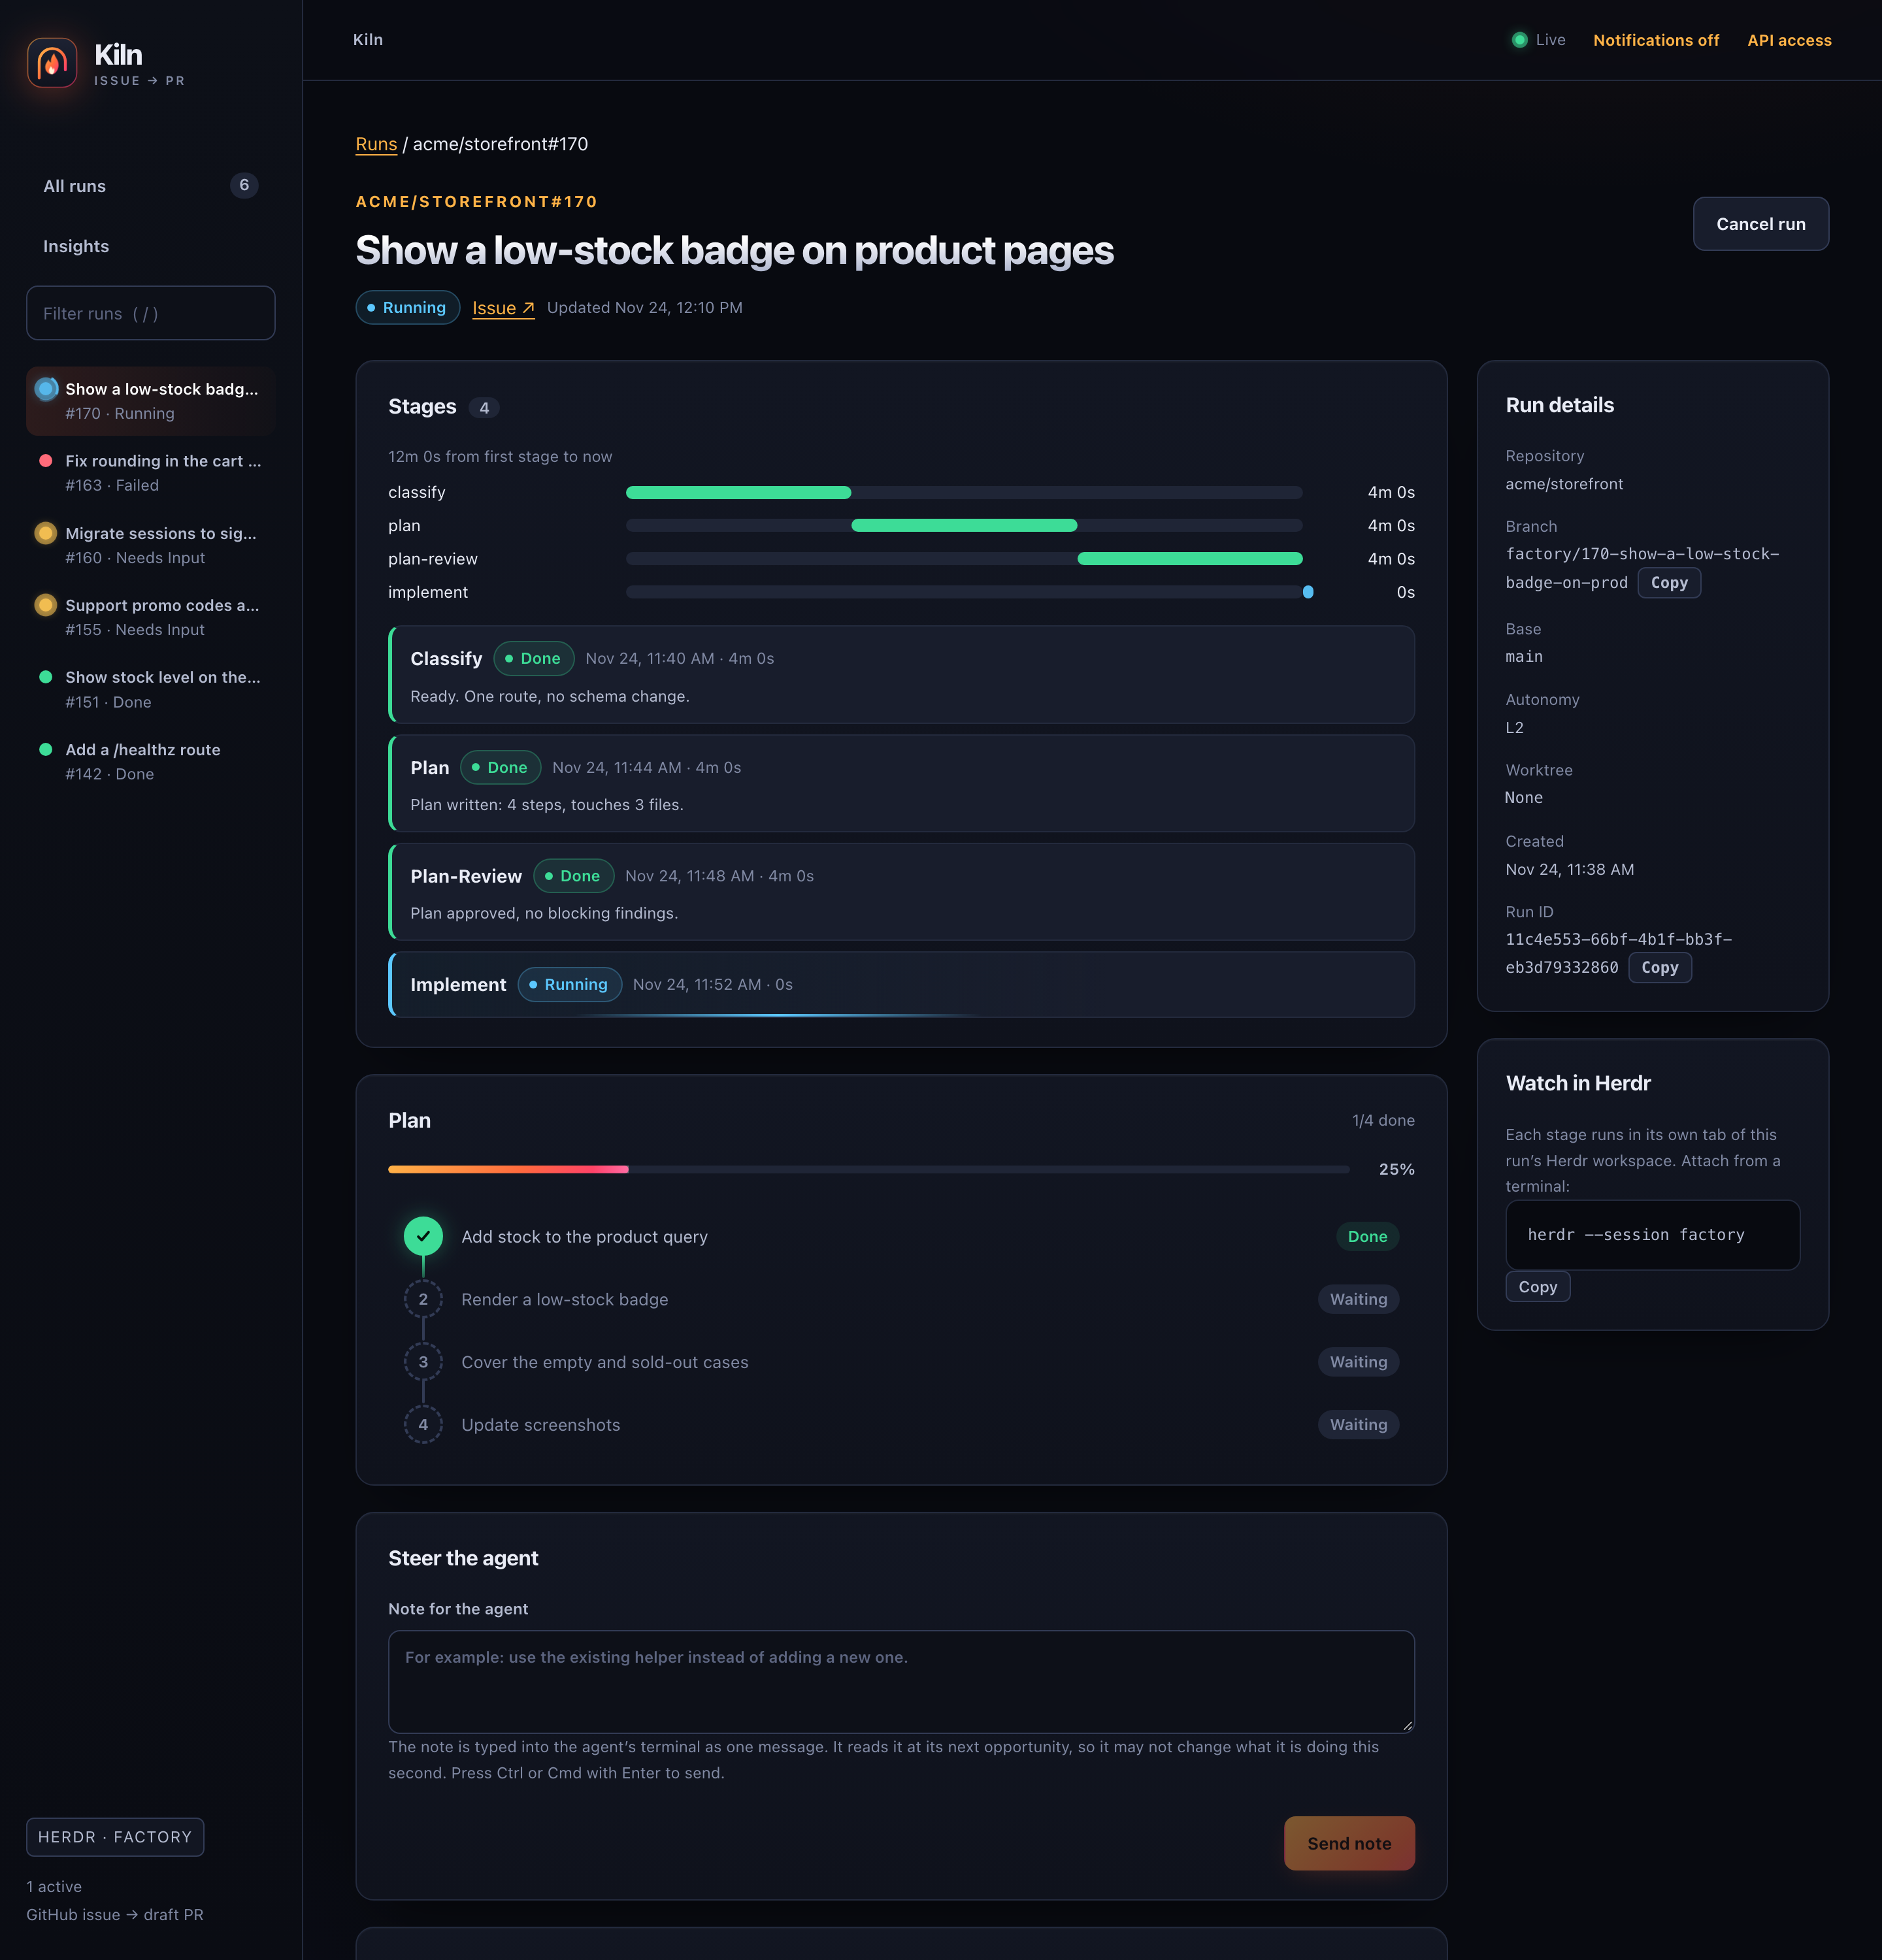 Kiln
ISSUE → PR
All runs 6
Insights
Filter runs ( / )
Show a low-stock badg...
#170 · Running
Fix rounding in the cart ...
#163 · Failed
Migrate sessions to sig...
#160 · Needs Input
Support promo codes a...
#155 · Needs Input
Show stock level on the...
#151 · Done
Add a /healthz route
#142 · Done
HERDR · FACTORY
1 active
GitHub issue → draft PR
Kiln
Live Notifications off API access
Runs / acme/storefront#170
ACME/STOREFRONT#170
Show a low-stock badge on product pages
Cancel run
Running Issue ↗ Updated Nov 24, 12:10 PM
Stages 4
12m 0s from first stage to now
classify 4m 0s
plan 4m 0s
plan-review 4m 0s
implement 0s
Classify Done Nov 24, 11:40 AM · 4m 0s
Ready. One route, no schema change.
Plan Done Nov 24, 11:44 AM · 4m 0s
Plan written: 4 steps, touches 3 files.
Plan-Review Done Nov 24, 11:48 AM · 4m 0s
Plan approved, no blocking findings.
Implement Running Nov 24, 11:52 AM · 0s
Plan 1/4 done
25%
Add stock to the product query Done
2 Render a low-stock badge Waiting
3 Cover the empty and sold-out cases Waiting
4 Update screenshots Waiting
Steer the agent
Note for the agent
For example: use the existing helper instead of adding a new one.
The note is typed into the agent’s terminal as one message. It reads it at its next opportunity, so it may not change what it is doing this
second. Press Ctrl or Cmd with Enter to send.
Send note
Run details
Repository
acme/storefront
Branch
factory/170-show-a-low-stock-
badge-on-prod Copy
Base
main
Autonomy
L2
Worktree
None
Created
Nov 24, 11:38 AM
Run ID
11c4e553-66bf-4b1f-bb3f-
eb3d79332860 Copy
Watch in Herdr
Each stage runs in its own tab of this
run’s Herdr workspace. Attach from a
terminal:
herdr --session factory
Copy